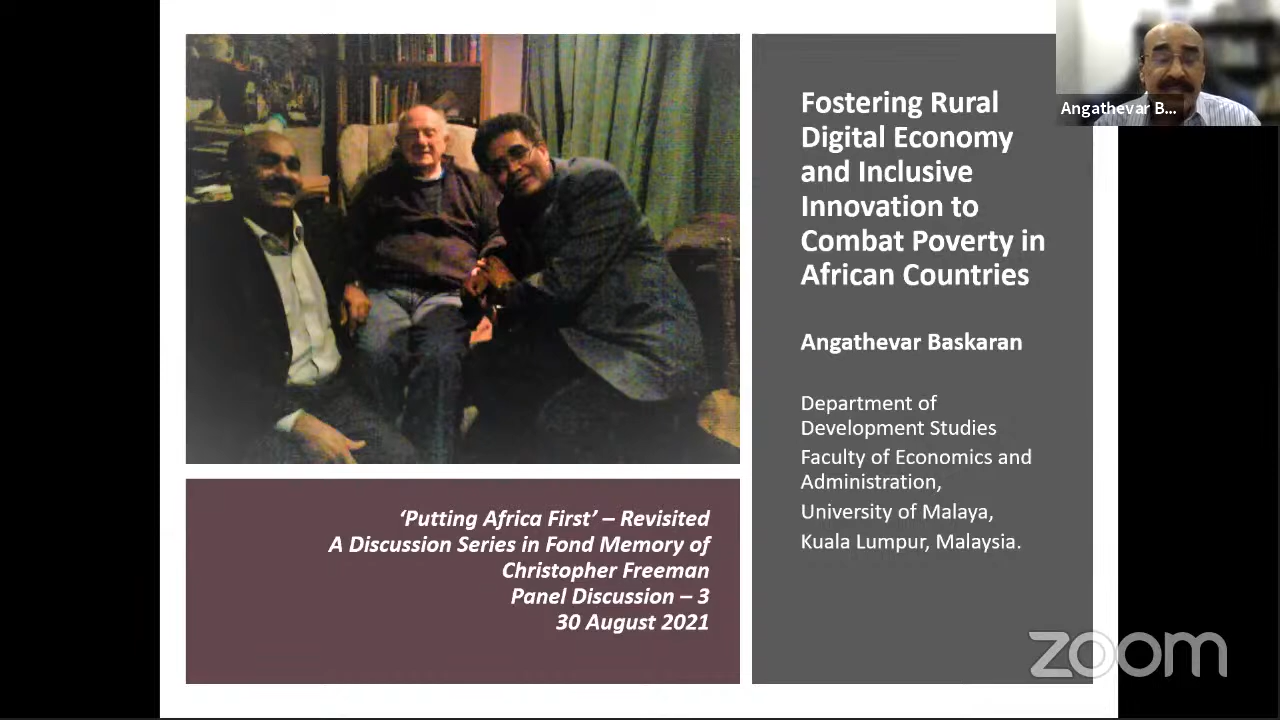 Fostering Rural
Digital Economy
and Inclusive
Innovation to
Combat Poverty in
African Countries
Angathevar Baskaran
Department of
Development Studies
Faculty of Economics and
Administration,
University of Malaya,
Kuala Lumpur, Malaysia.
‘Putting Africa First’ – Revisited
A Discussion Series in Fond Memory of
Christopher Freeman
Panel Discussion – 3
30 August 2021
Angathevar B...
zoom